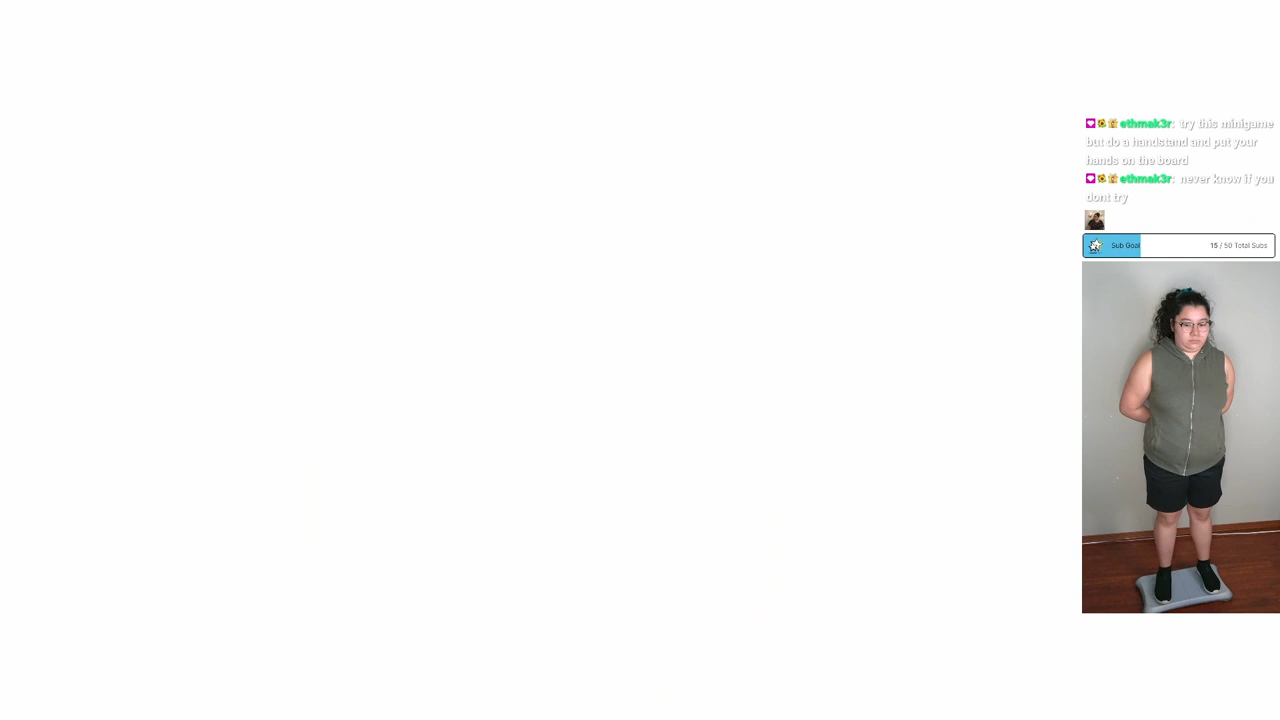 ethmak3r: try this minigame
but do a handstand and put your
hands on the board
ethmak3r: never know if you
dont try
Sub Goal 15 / 50 Total Subs